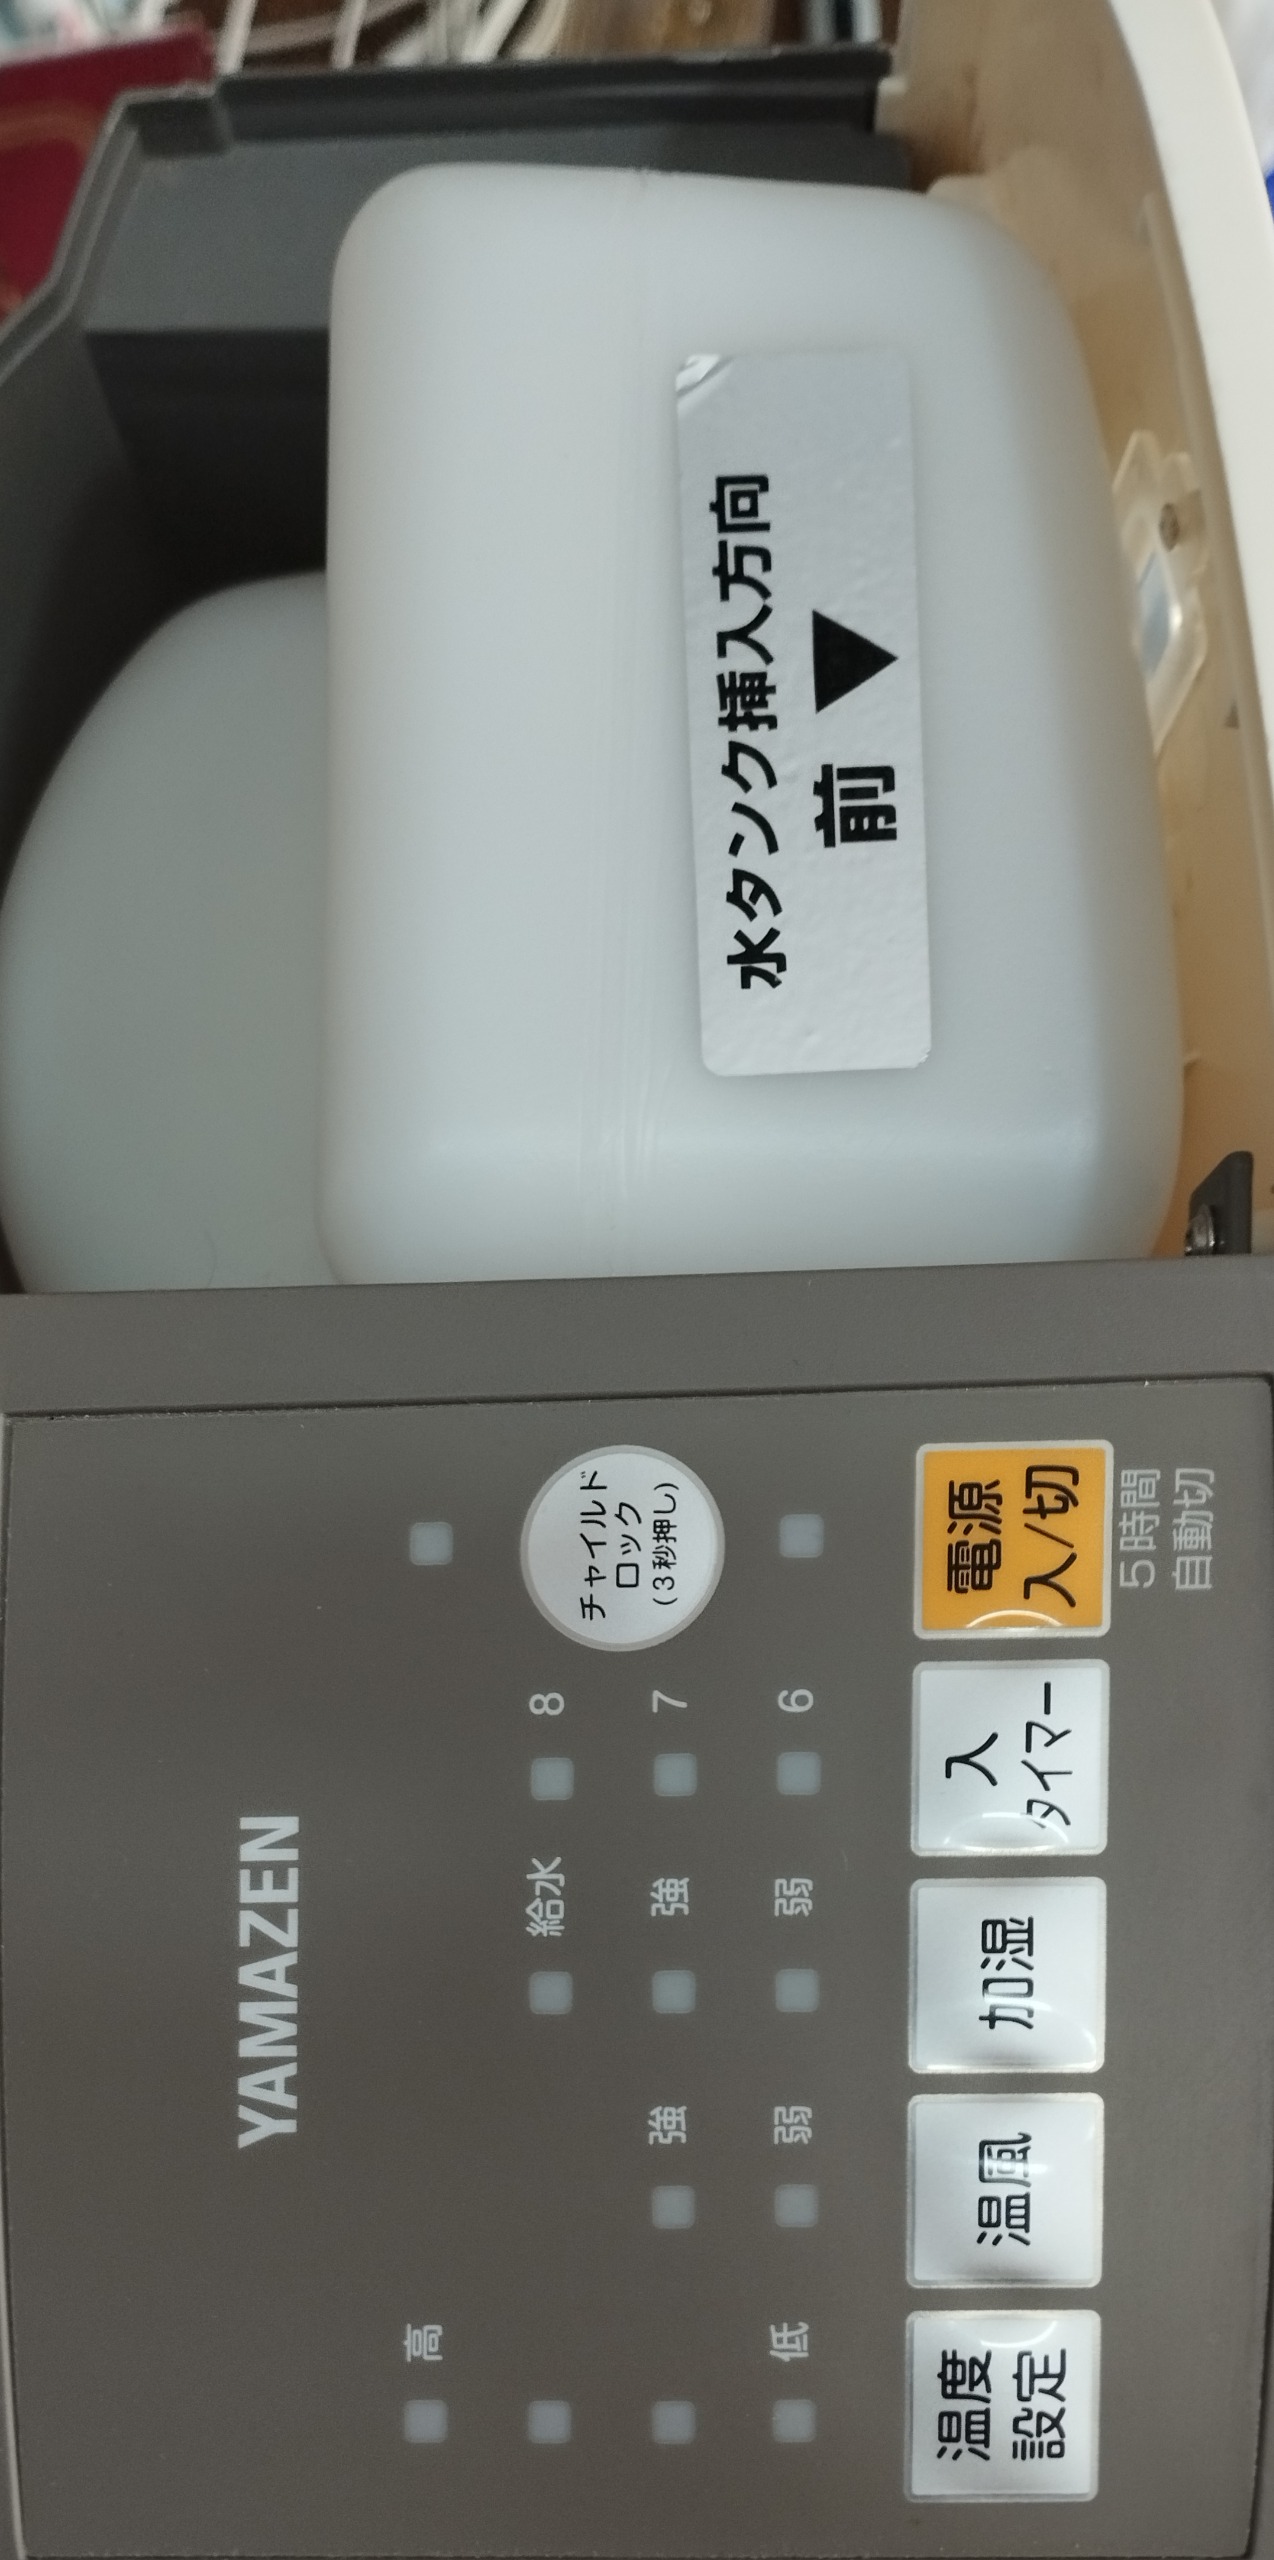 水タンク挿入方向
前 ▼
YAMAZEN
高
給水
8
チャイルド
ロック
(3秒押し)
強
強
7
低
弱
弱
6
温度
設定
温風
加湿
入
タイマー
電源
入/切
5時間
自動切